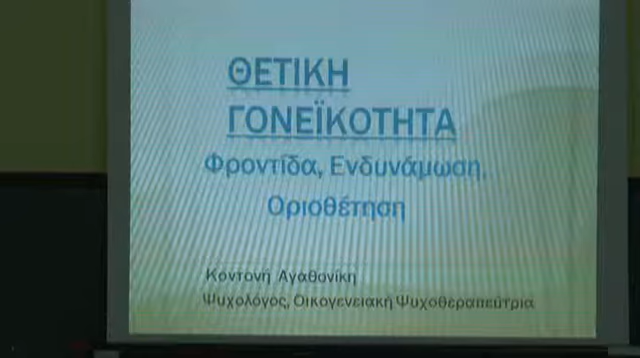 ΘΕΤΙΚΗ
ΓΟΝΕΪΚΟΤΗΤΑ
Φροντίδα, Ενδυνάμωση,
Οριοθέτηση
Κοντονή Αγαθονίκη
Ψυχολόγος, Οικογενειακή Ψυχοθεραπεύτρια